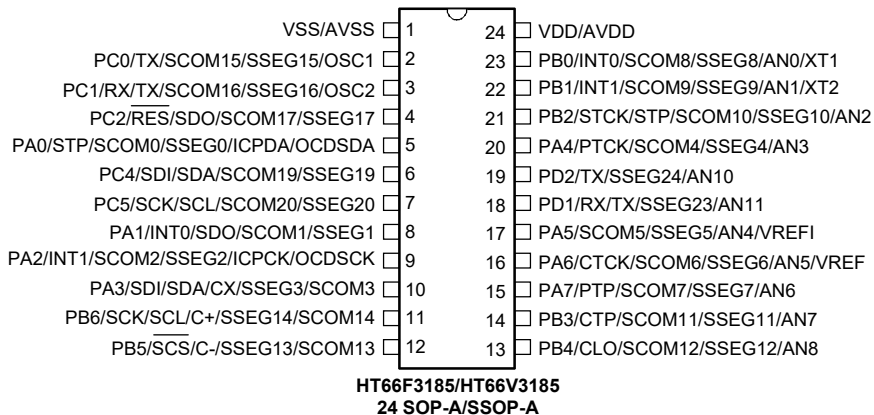 VSS/AVSS 1 24 VDD/AVDD
PC0/TX/SCOM15/SSEG15/OSC1 2 23 PB0/INT0/SCOM8/SSEG8/AN0/XT1
PC1/RX/TX/SCOM16/SSEG16/OSC2 3 22 PB1/INT1/SCOM9/SSEG9/AN1/XT2
PC2/RES/SDO/SCOM17/SSEG17 4 21 PB2/STCK/STP/SCOM10/SSEG10/AN2
PA0/STP/SCOM0/SSEG0/ICPDA/OCDSDA 5 20 PA4/PTCK/SCOM4/SSEG4/AN3
PC4/SDI/SDA/SCOM19/SSEG19 6 19 PD2/TX/SSEG24/AN10
PC5/SCK/SCL/SCOM20/SSEG20 7 18 PD1/RX/TX/SSEG23/AN11
PA1/INT0/SDO/SCOM1/SSEG1 8 17 PA5/SCOM5/SSEG5/AN4/VREFI
PA2/INT1/SCOM2/SSEG2/ICPCK/OCDSCK 9 16 PA6/CTCK/SCOM6/SSEG6/AN5/VREF
PA3/SDI/SDA/CX/SSEG3/SCOM3 10 15 PA7/PTP/SCOM7/SSEG7/AN6
PB6/SCK/SCL/C+/SSEG14/SCOM14 11 14 PB3/CTP/SCOM11/SSEG11/AN7
PB5/SCS/C-/SSEG13/SCOM13 12 13 PB4/CLO/SCOM12/SSEG12/AN8
HT66F3185/HT66V3185
24 SOP-A/SSOP-A